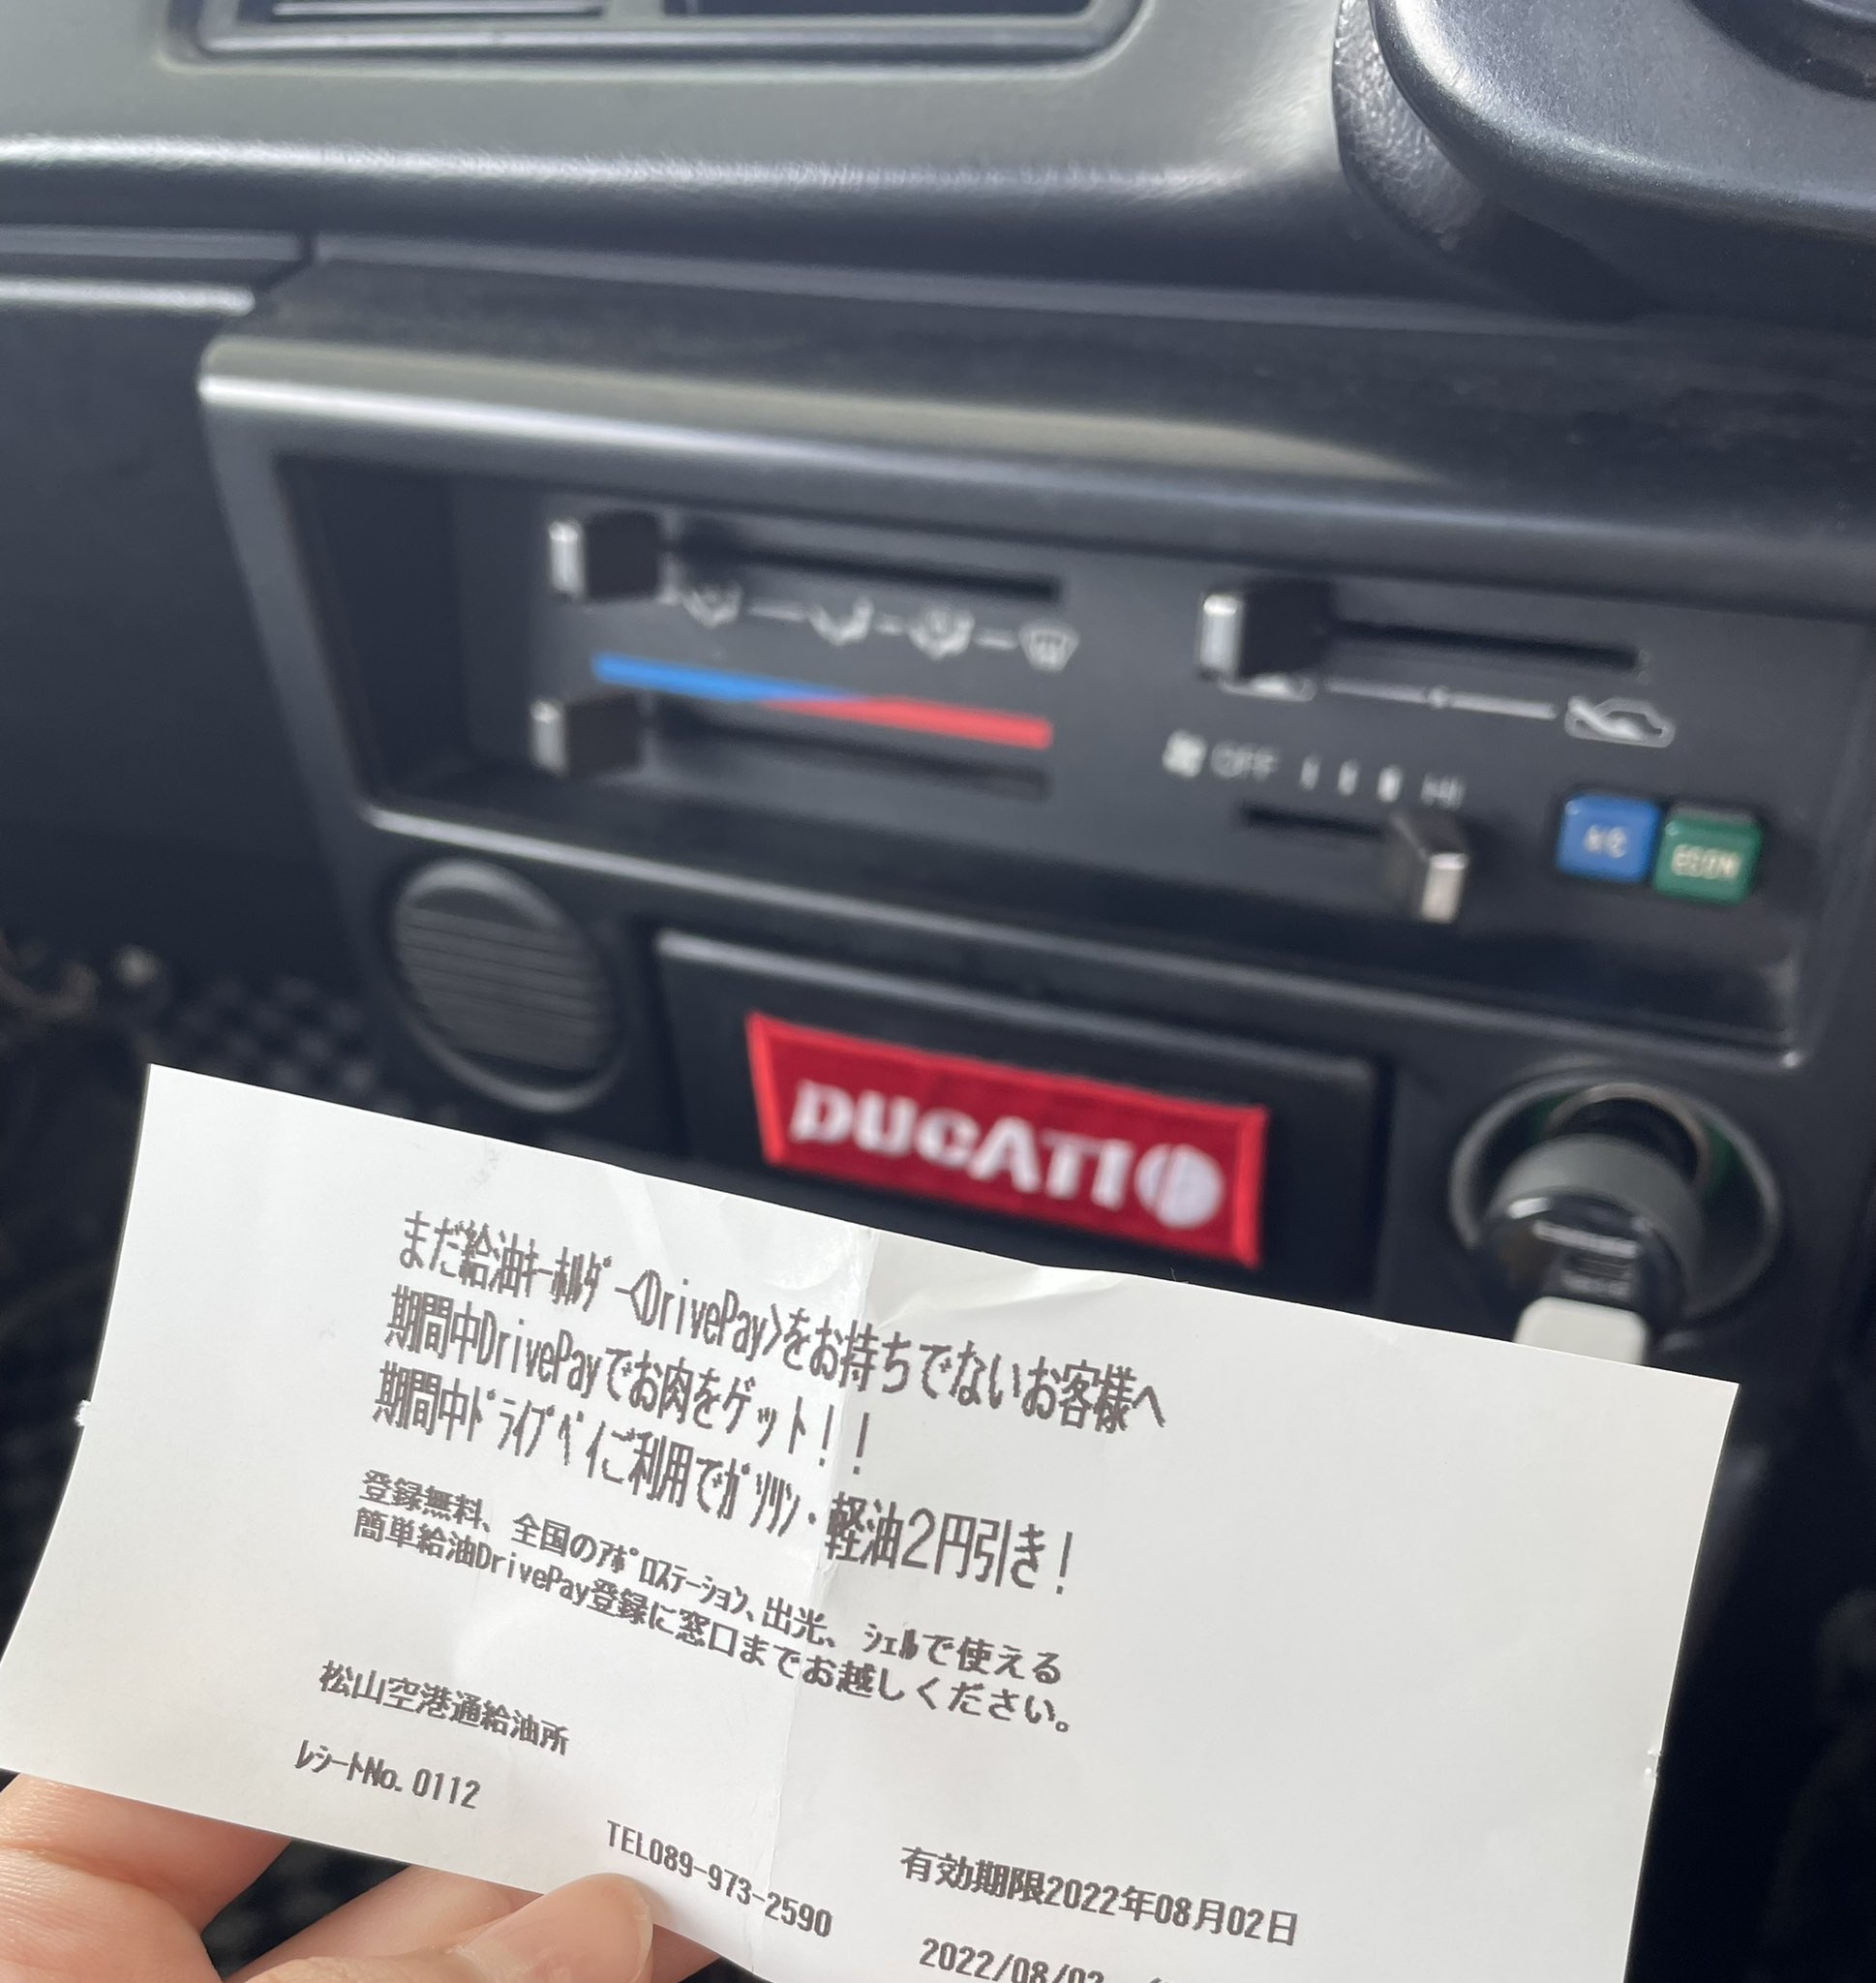 OFF HI
A/C
ECON
DUCATI
まだ給油ｷｰﾎﾙﾀﾞｰ<DrivePay>をお持ちでないお客様へ
期間中DrivePayでお肉をゲット！！
期間中ﾄﾞﾗｲﾌﾞﾍﾟｲご利用でｶﾞｿﾘﾝ・軽油2円引き！
登録無料、全国のｱﾎﾟﾛｽﾃｰｼｮﾝ、出光、ｼｪﾙで使える
簡単給油DrivePay登録に窓口までお越しください。
松山空港通給油所
ﾚｼｰﾄNo. 0112
TEL089-973-2590
有効期限2022年08月02日
2022/08/02